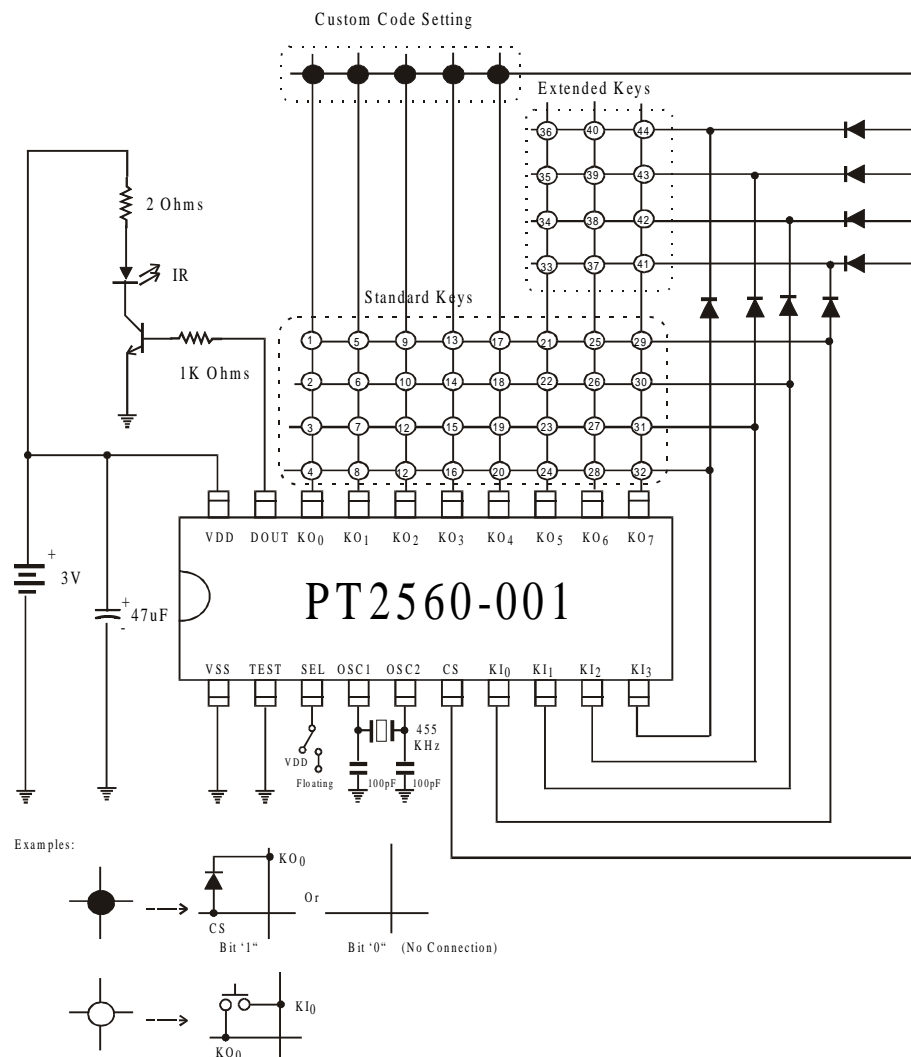 Custom Code Setting
Extended Keys
36 40 44
35 39 43
34 38 42
33 37 41
2 Ohms
IR
1K Ohms
Standard Keys
1 5 9 13 17 21 25 29
2 6 10 14 18 22 26 30
3 7 12 15 19 23 27 31
4 8 12 16 20 24 28 32
VDD DOUT KO0 KO1 KO2 KO3 KO4 KO5 KO6 KO7
+
3V
+
47uF
-
PT2560-001
VSS TEST SEL OSC1 OSC2 CS KI0 KI1 KI2 KI3
VDD
Floating
455
KHz
100pF 100pF
Examples:
KO0
CS
Bit ‘1“
Or
Bit ‘0“ (No Connection)
KI0
KO0